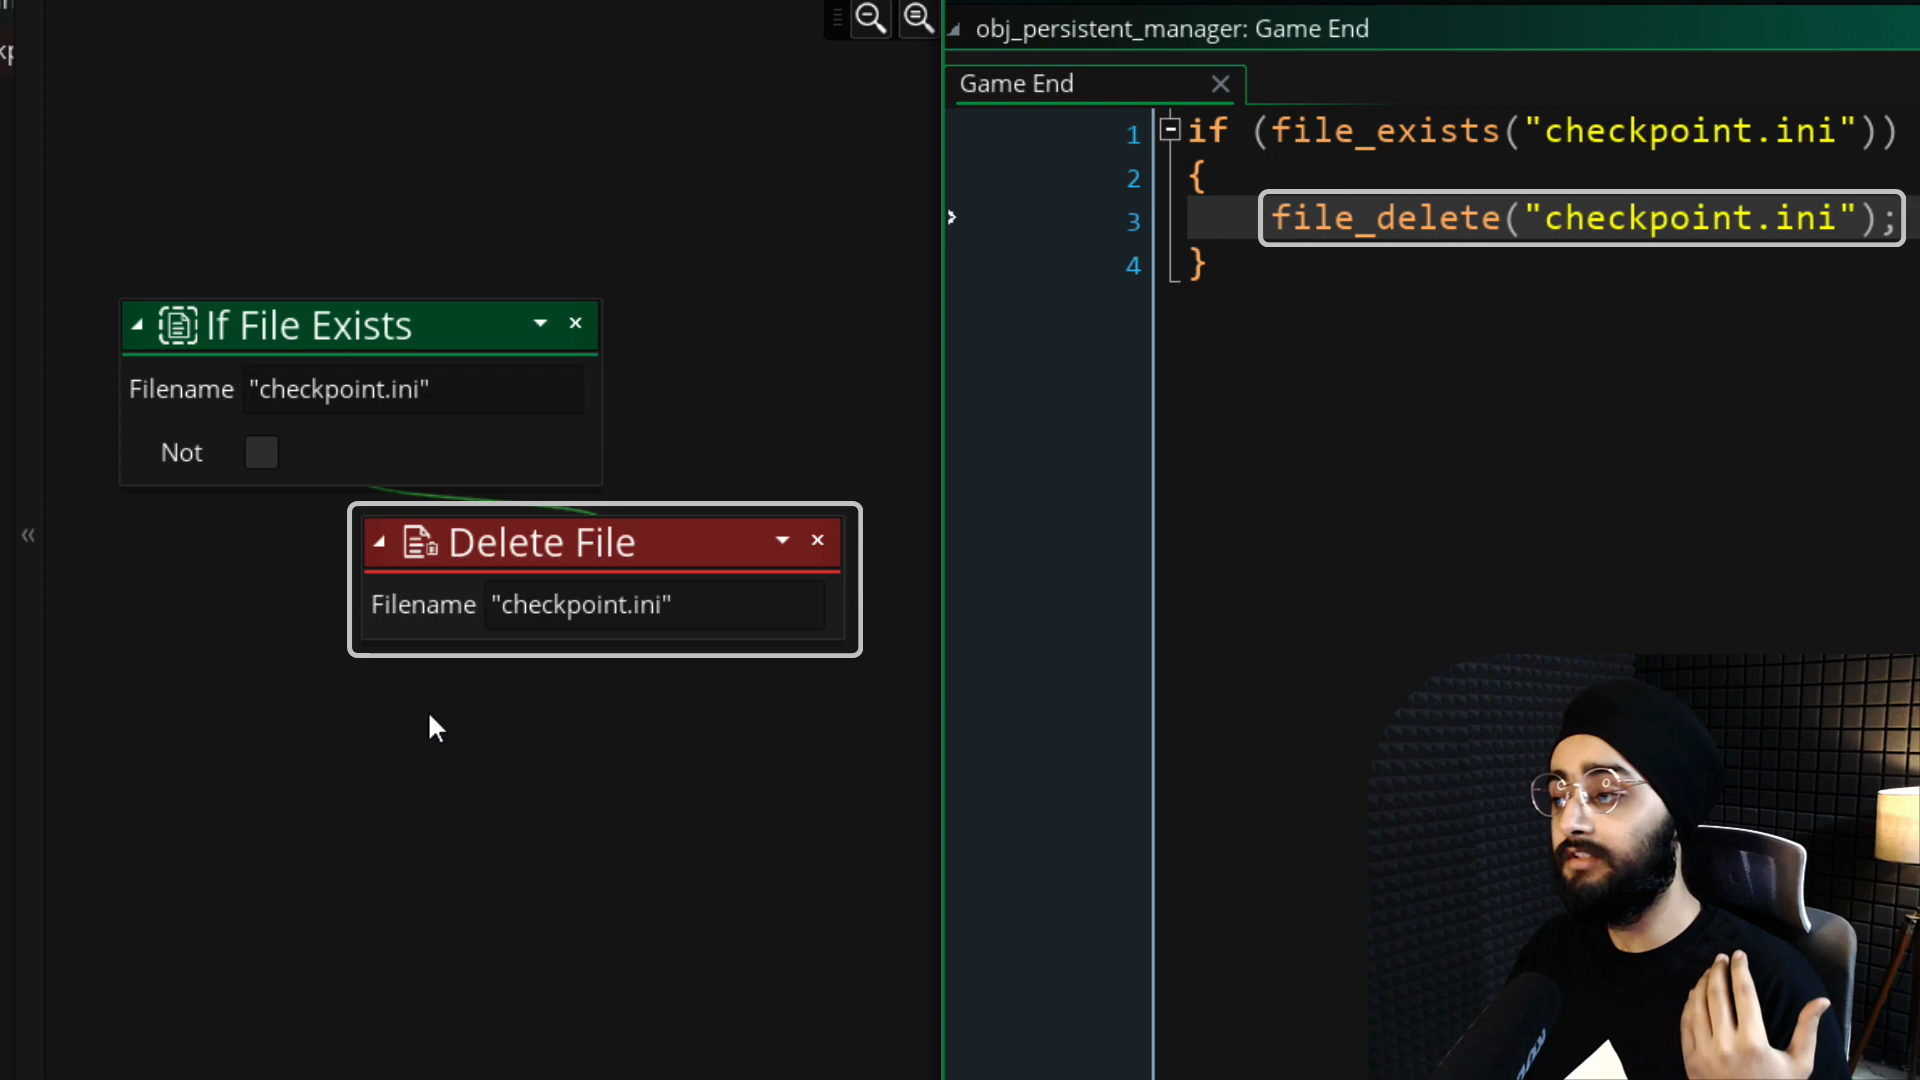 obj_persistent_manager: Game End
Game End
1 if (file_exists("checkpoint.ini"))
2 {
3 file_delete("checkpoint.ini");
4 }
If File Exists
Filename "checkpoint.ini"
Not
Delete File
Filename "checkpoint.ini"